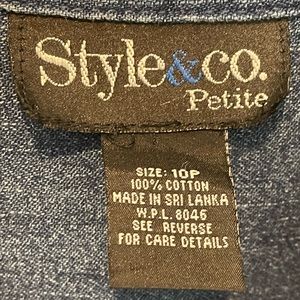 Style&co.
Petite
SIZE: 10P
100% COTTON
MADE IN SRI LANKA
W.P.L. 8046
SEE REVERSE
FOR CARE DETAILS